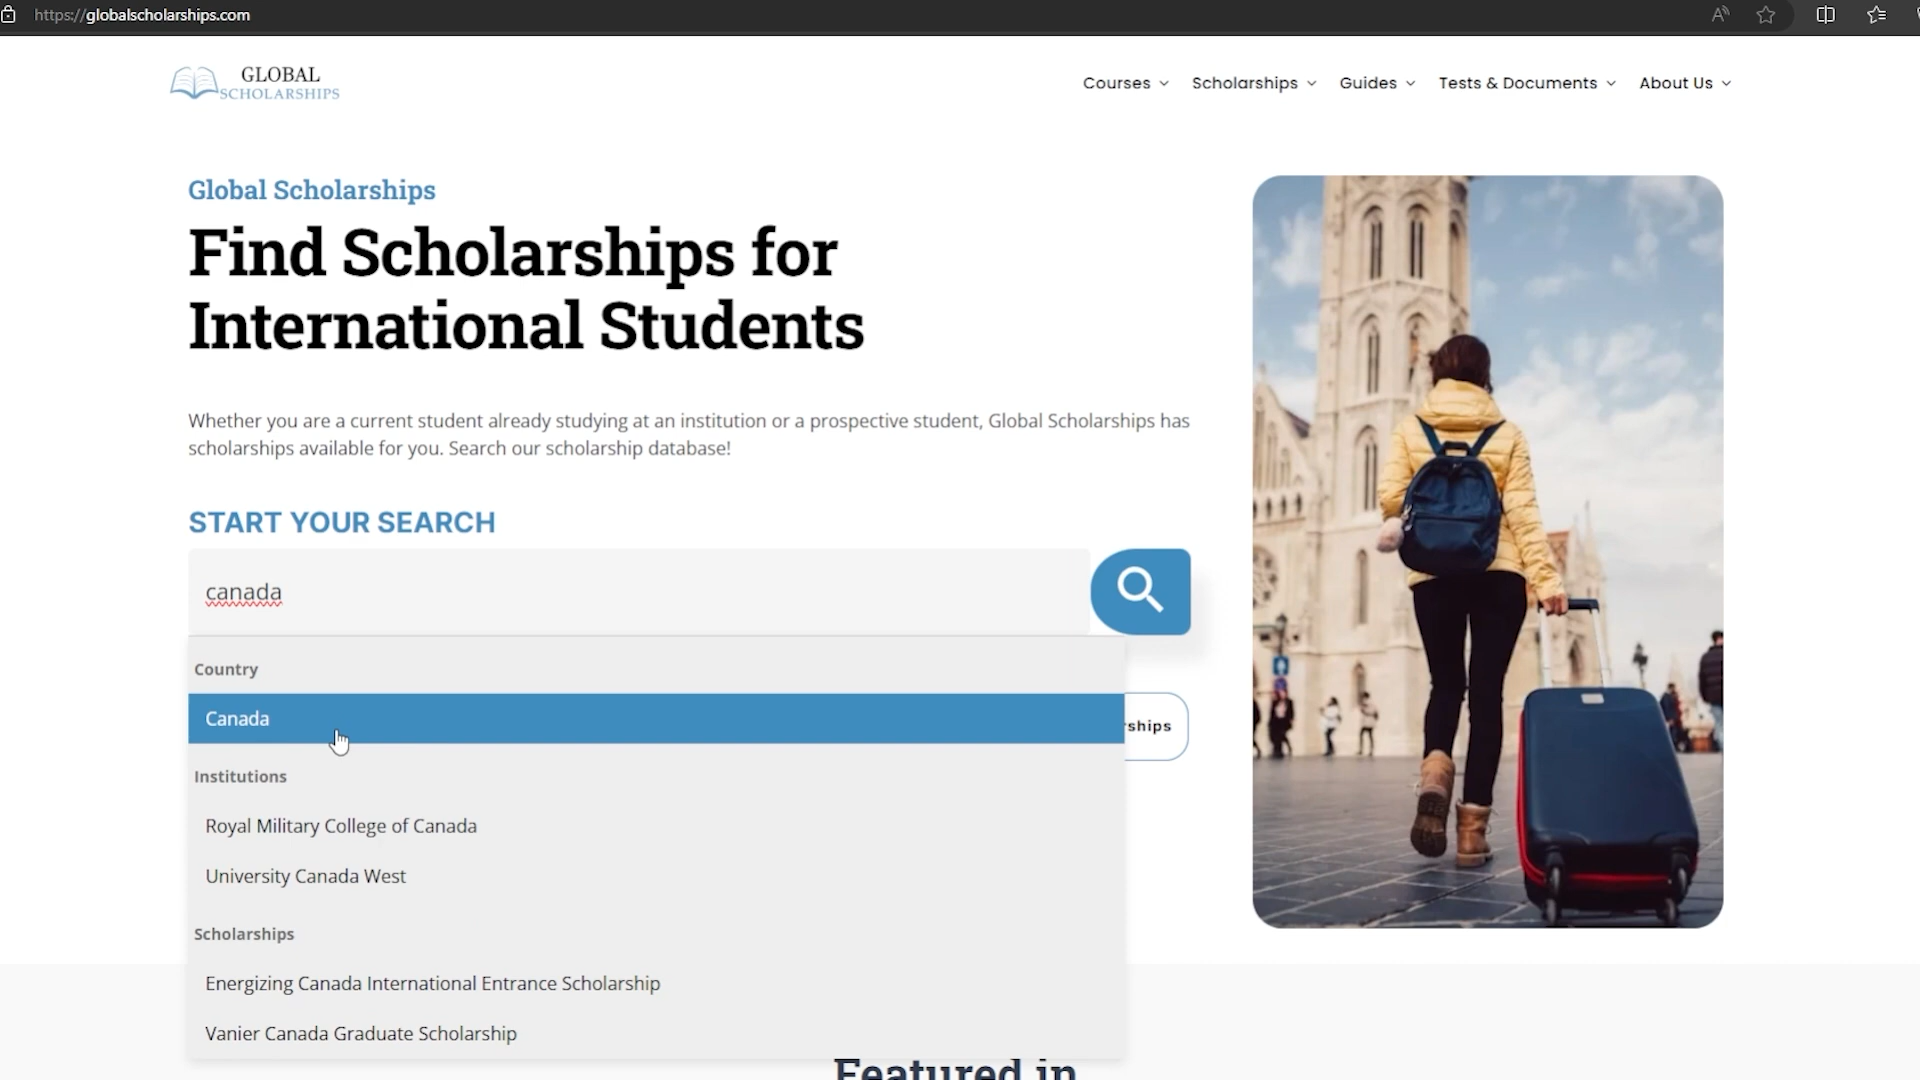 https://globalscholarships.com
GLOBAL
SCHOLARSHIPS
Courses
Scholarships
Guides
Tests & Documents
About Us
Global Scholarships
Find Scholarships for
International Students
Whether you are a current student already studying at an institution or a prospective student, Global Scholarships has
scholarships available for you. Search our scholarship database!
START YOUR SEARCH
canada
Country
Canada
rships
Institutions
Royal Military College of Canada
University Canada West
Scholarships
Energizing Canada International Entrance Scholarship
Vanier Canada Graduate Scholarship
Featured in